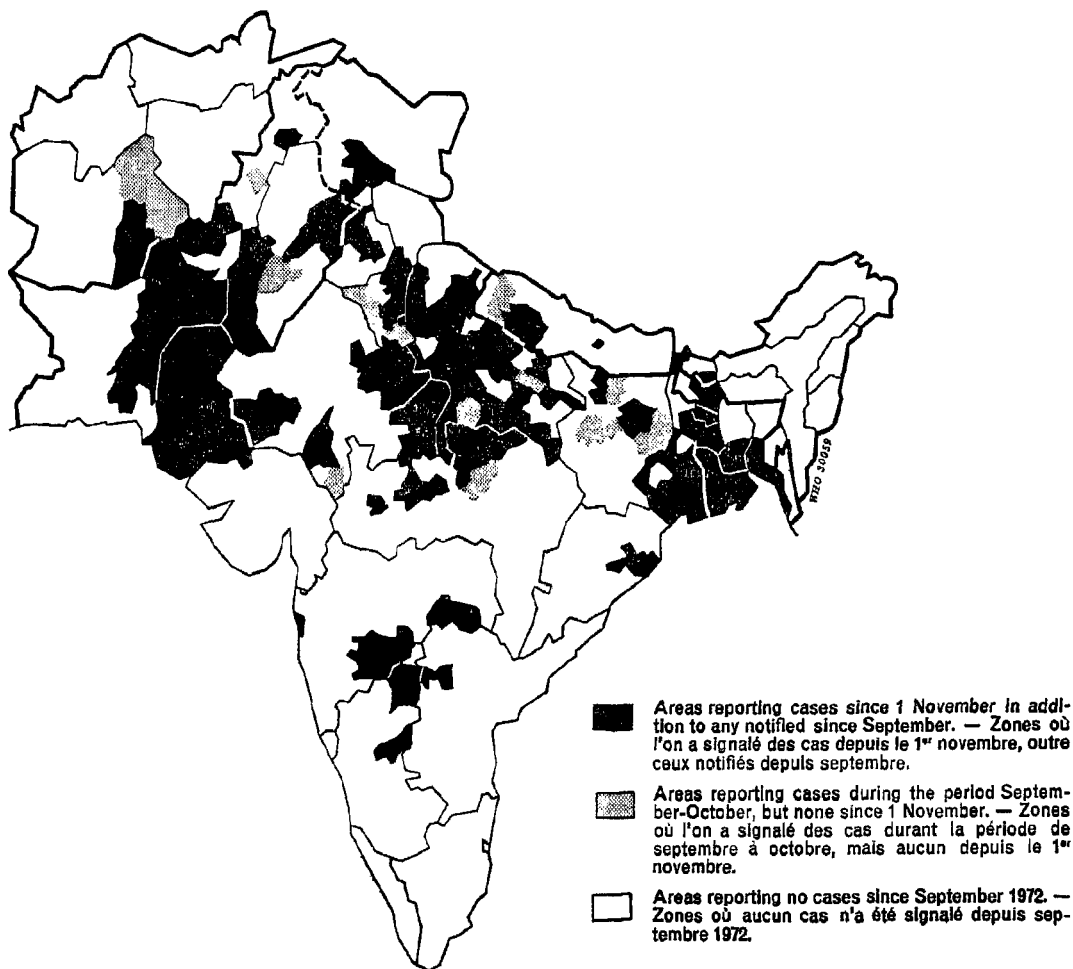 WHO 30059
Areas reporting cases since 1 November in addi-
tion to any notified since September. — Zones où
l'on a signalé des cas depuis le 1er novembre, outre
ceux notifiés depuis septembre.
Areas reporting cases during the period Septem-
ber-October, but none since 1 November. — Zones
où l'on a signalé des cas durant la période de
septembre à octobre, mais aucun depuis le 1er
novembre.
Areas reporting no cases since September 1972. —
Zones où aucun cas n'a été signalé depuis sep-
tembre 1972.